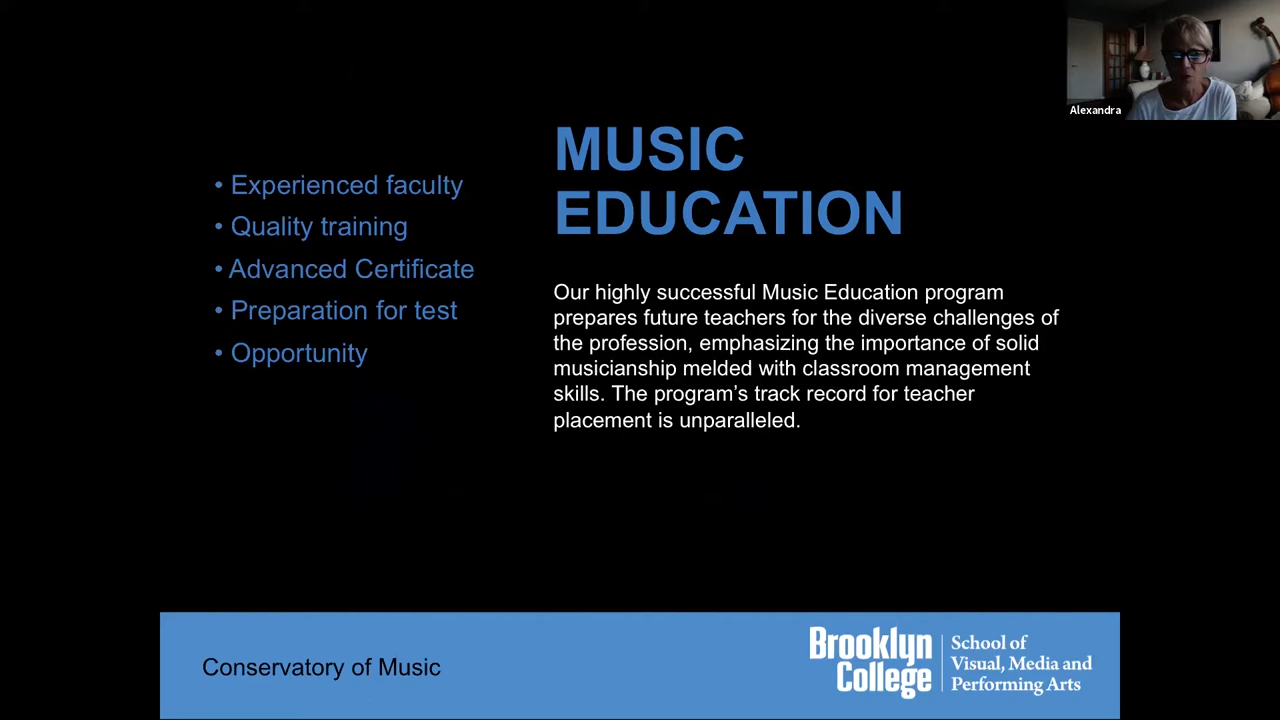 Alexandra
• Experienced faculty
• Quality training
• Advanced Certificate
• Preparation for test
• Opportunity
MUSIC
EDUCATION
Our highly successful Music Education program
prepares future teachers for the diverse challenges of
the profession, emphasizing the importance of solid
musicianship melded with classroom management
skills. The program’s track record for teacher
placement is unparalleled.
Conservatory of Music
Brooklyn
College
School of
Visual, Media and
Performing Arts